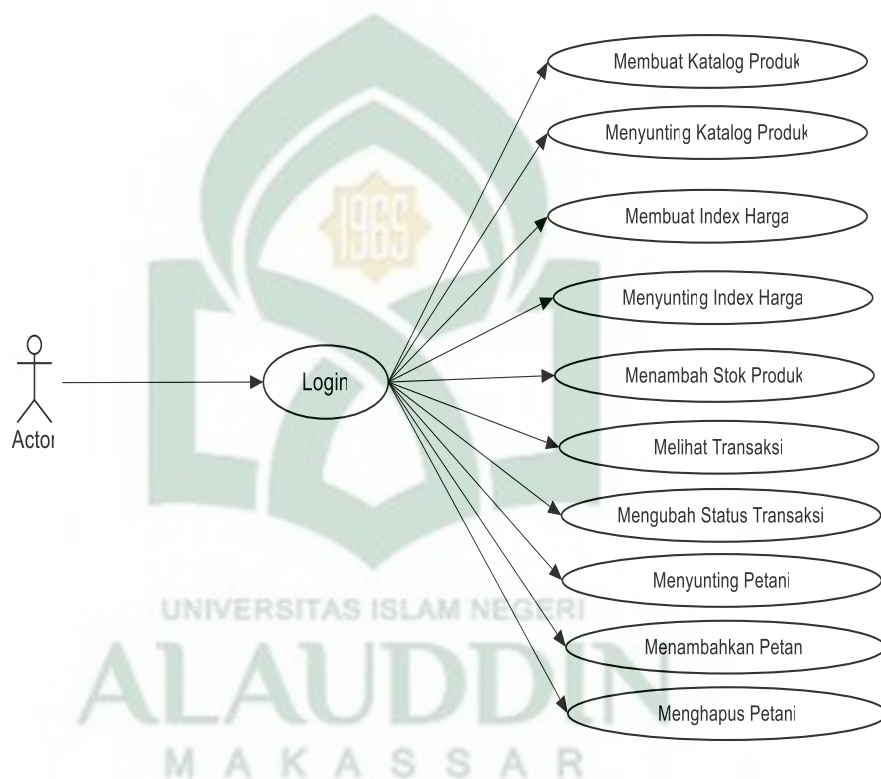 Membuat Katalog Produk
Menyunting Katalog Produk
1965
Membuat Index Harga
Menyunting Index Harga
Login
Menambah Stok Produk
Actor
Melihat Transaksi
Mengubah Status Transaksi
Menyunting Petani
UNIVERSITAS ISLAM NEGERI
Menambahkan Petan
ALAUDDIN
Menghapus Petani
MAKASSAR